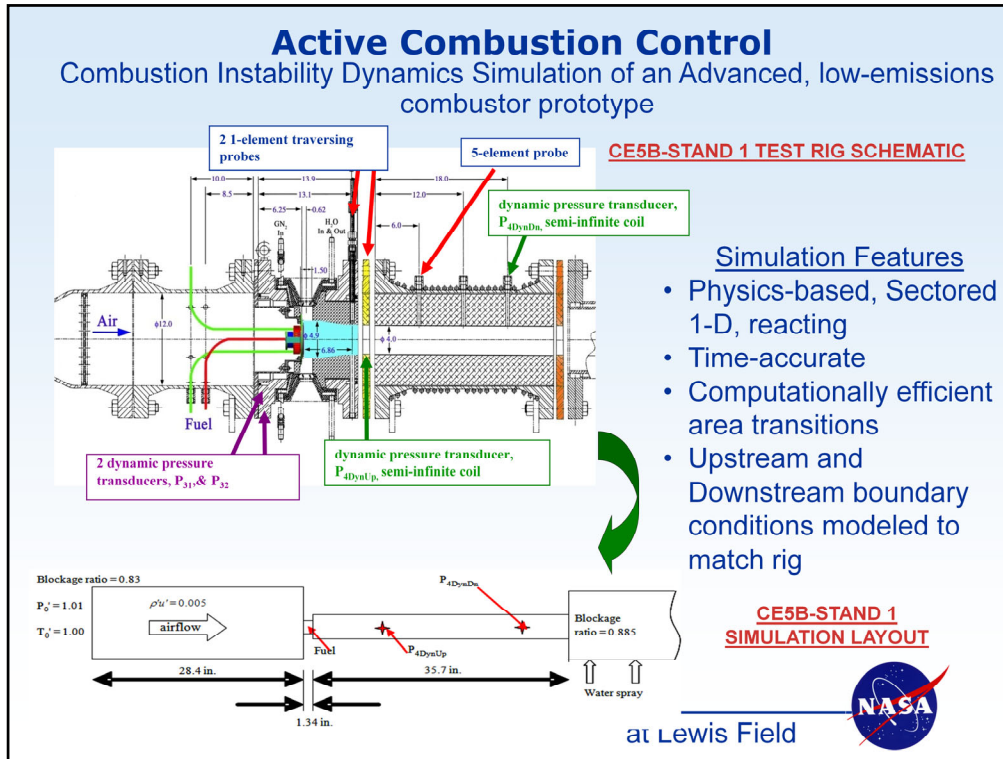 Active Combustion Control
Combustion Instability Dynamics Simulation of an Advanced, low-emissions
combustor prototype
2 1-element traversing
probes
5-element probe
CE5B-STAND 1 TEST RIG SCHEMATIC
dynamic pressure transducer,
P4DynDn, semi-infinite coil
10.0
13.9
18.0
8.5
13.1
12.0
6.25
0.62
6.0
GN2
In
H2O
In & Out
1.50
Air
ϕ12.0
ϕ 4.9
6.86
ϕ 4.0
Fuel
2 dynamic pressure
transducers, P31,& P32
dynamic pressure transducer,
P4DynUp, semi-infinite coil
Simulation Features
• Physics-based, Sectored
1-D, reacting
• Time-accurate
• Computationally efficient
area transitions
• Upstream and
Downstream boundary
conditions modeled to
match rig
CE5B-STAND 1
SIMULATION LAYOUT
Blockage ratio = 0.83
P0' = 1.01
T0' = 1.00
ρ'u' = 0.005
airflow
Fuel
P4DynUp
P4DynDn
Blockage
ratio = 0.885
28.4 in.
35.7 in.
1.34 in.
Water spray
NASA
at Lewis Field